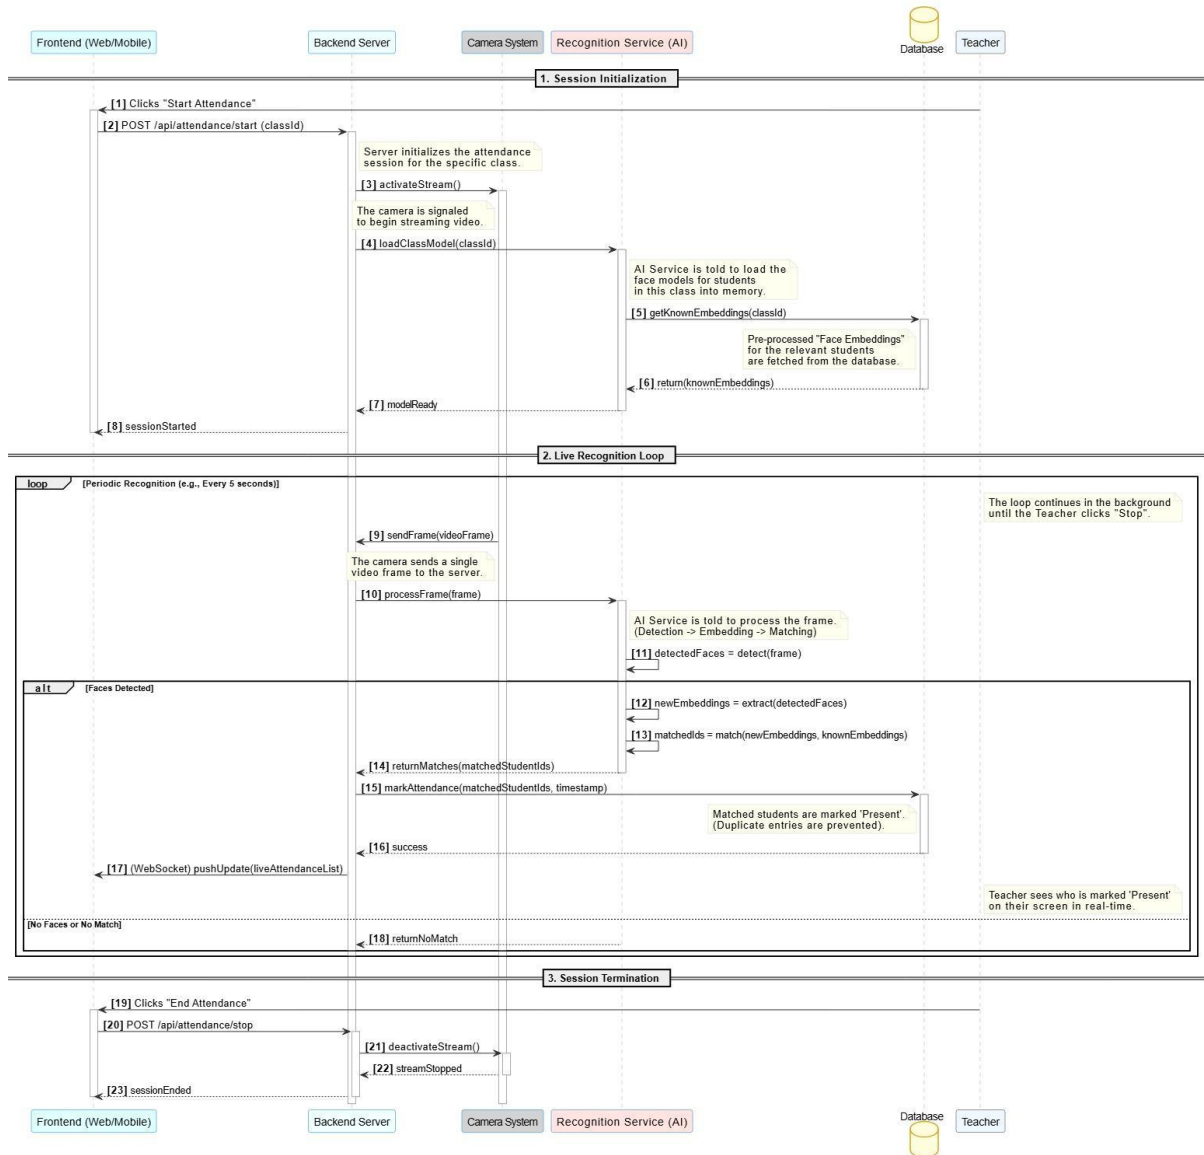 Frontend (Web/Mobile)
Backend Server
Camera System
Recognition Service (AI)
Database
Teacher
1. Session Initialization
[1] Clicks "Start Attendance"
[2] POST /api/attendance/start (classId)
Server initializes the attendance
session for the specific class.
[3] activateStream()
The camera is signaled
to begin streaming video.
[4] loadClassModel(classId)
AI Service is told to load the
face models for students
in this class into memory.
[5] getKnownEmbeddings(classId)
Pre-processed "Face Embeddings"
for the relevant students
are fetched from the database.
[6] return(knownEmbeddings)
[7] modelReady
[8] sessionStarted
2. Live Recognition Loop
loop
[Periodic Recognition (e.g., Every 5 seconds)]
The loop continues in the background
until the Teacher clicks "Stop".
[9] sendFrame(videoFrame)
The camera sends a single
video frame to the server.
[10] processFrame(frame)
AI Service is told to process the frame.
(Detection -> Embedding -> Matching)
[11] detectedFaces = detect(frame)
alt
[Faces Detected]
[12] newEmbeddings = extract(detectedFaces)
[13] matchedIds = match(newEmbeddings, knownEmbeddings)
[14] returnMatches(matchedStudentIds)
[15] markAttendance(matchedStudentIds, timestamp)
Matched students are marked 'Present'.
(Duplicate entries are prevented).
[16] success
[17] (WebSocket) pushUpdate(liveAttendanceList)
Teacher sees who is marked 'Present'
on their screen in real-time.
[No Faces or No Match]
[18] returnNoMatch
3. Session Termination
[19] Clicks "End Attendance"
[20] POST /api/attendance/stop
[21] deactivateStream()
[22] streamStopped
[23] sessionEnded
Frontend (Web/Mobile)
Backend Server
Camera System
Recognition Service (AI)
Database
Teacher